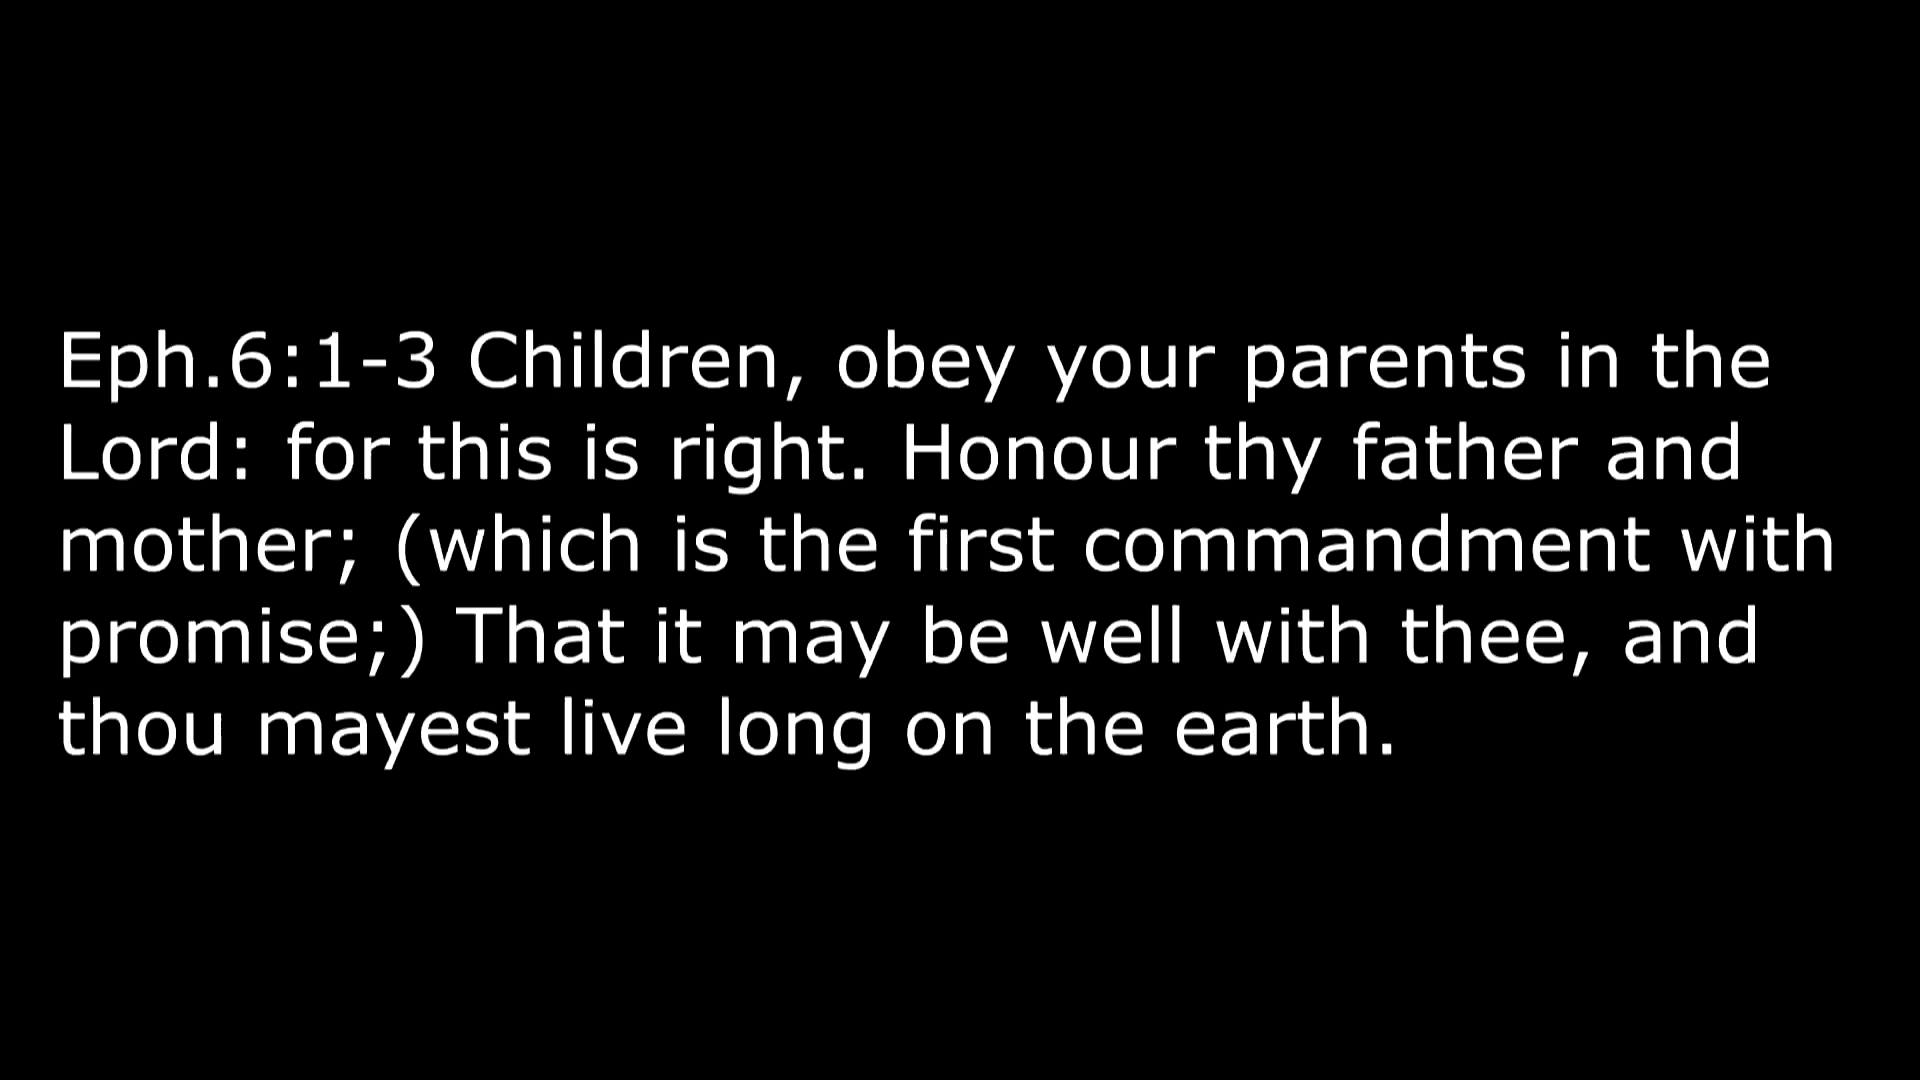 Eph.6:1-3 Children, obey your parents in the
Lord: for this is right. Honour thy father and
mother; (which is the first commandment with
promise;) That it may be well with thee, and
thou mayest live long on the earth.